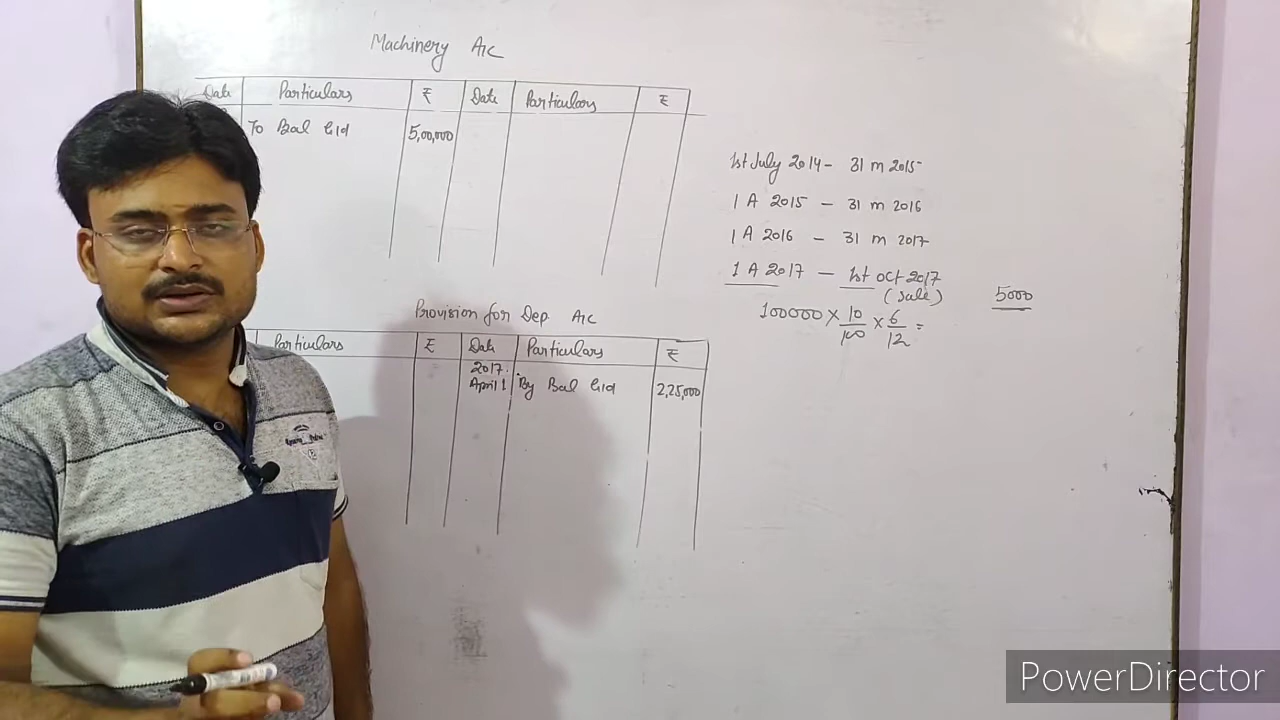 Machinery A/c
Date Particulars ₹ Date Particulars ₹
To Bal b/d 5,00,000
1st July 2014 - 31 m 2015
1 A 2015 - 31 m 2016
1 A 2016 - 31 m 2017
1 A 2017 - 1st Oct 2017
(Sale)
5000
100000 × 10/100 × 6/12 =
Provision for Dep. A/c
Particulars ₹ Date Particulars ₹
2017
April 1 By Bal b/d 2,25,000
PowerDirector